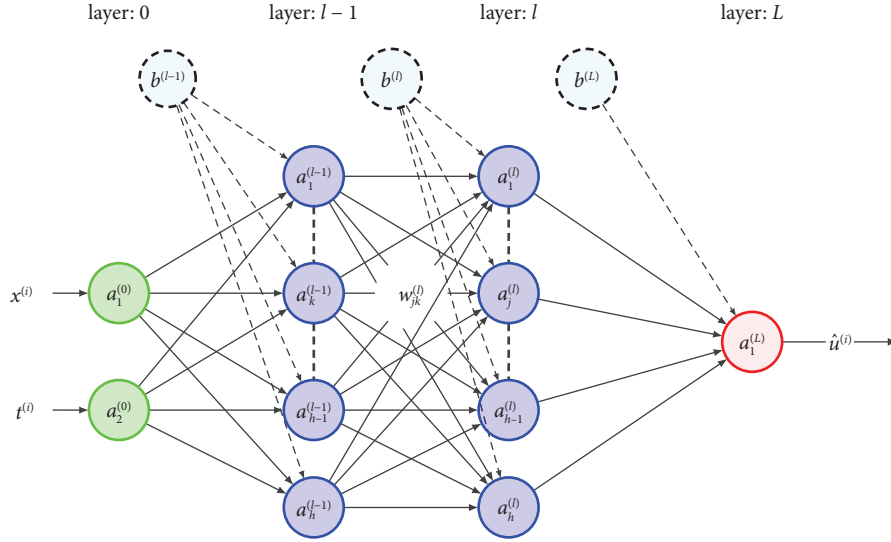 layer: 0 layer: l – 1 layer: l layer: L
b^(l–1) b^(l) b^(L)
a_1^(l–1) a_1^(l)
x^(i) a_1^(0) a_k^(l–1) w_jk^(l) a_j^(l)
a_1^(L) û^(i)
t^(i) a_2^(0) a_h–1^(l–1) a_h–1^(l)
a_h^(l–1) a_h^(l)